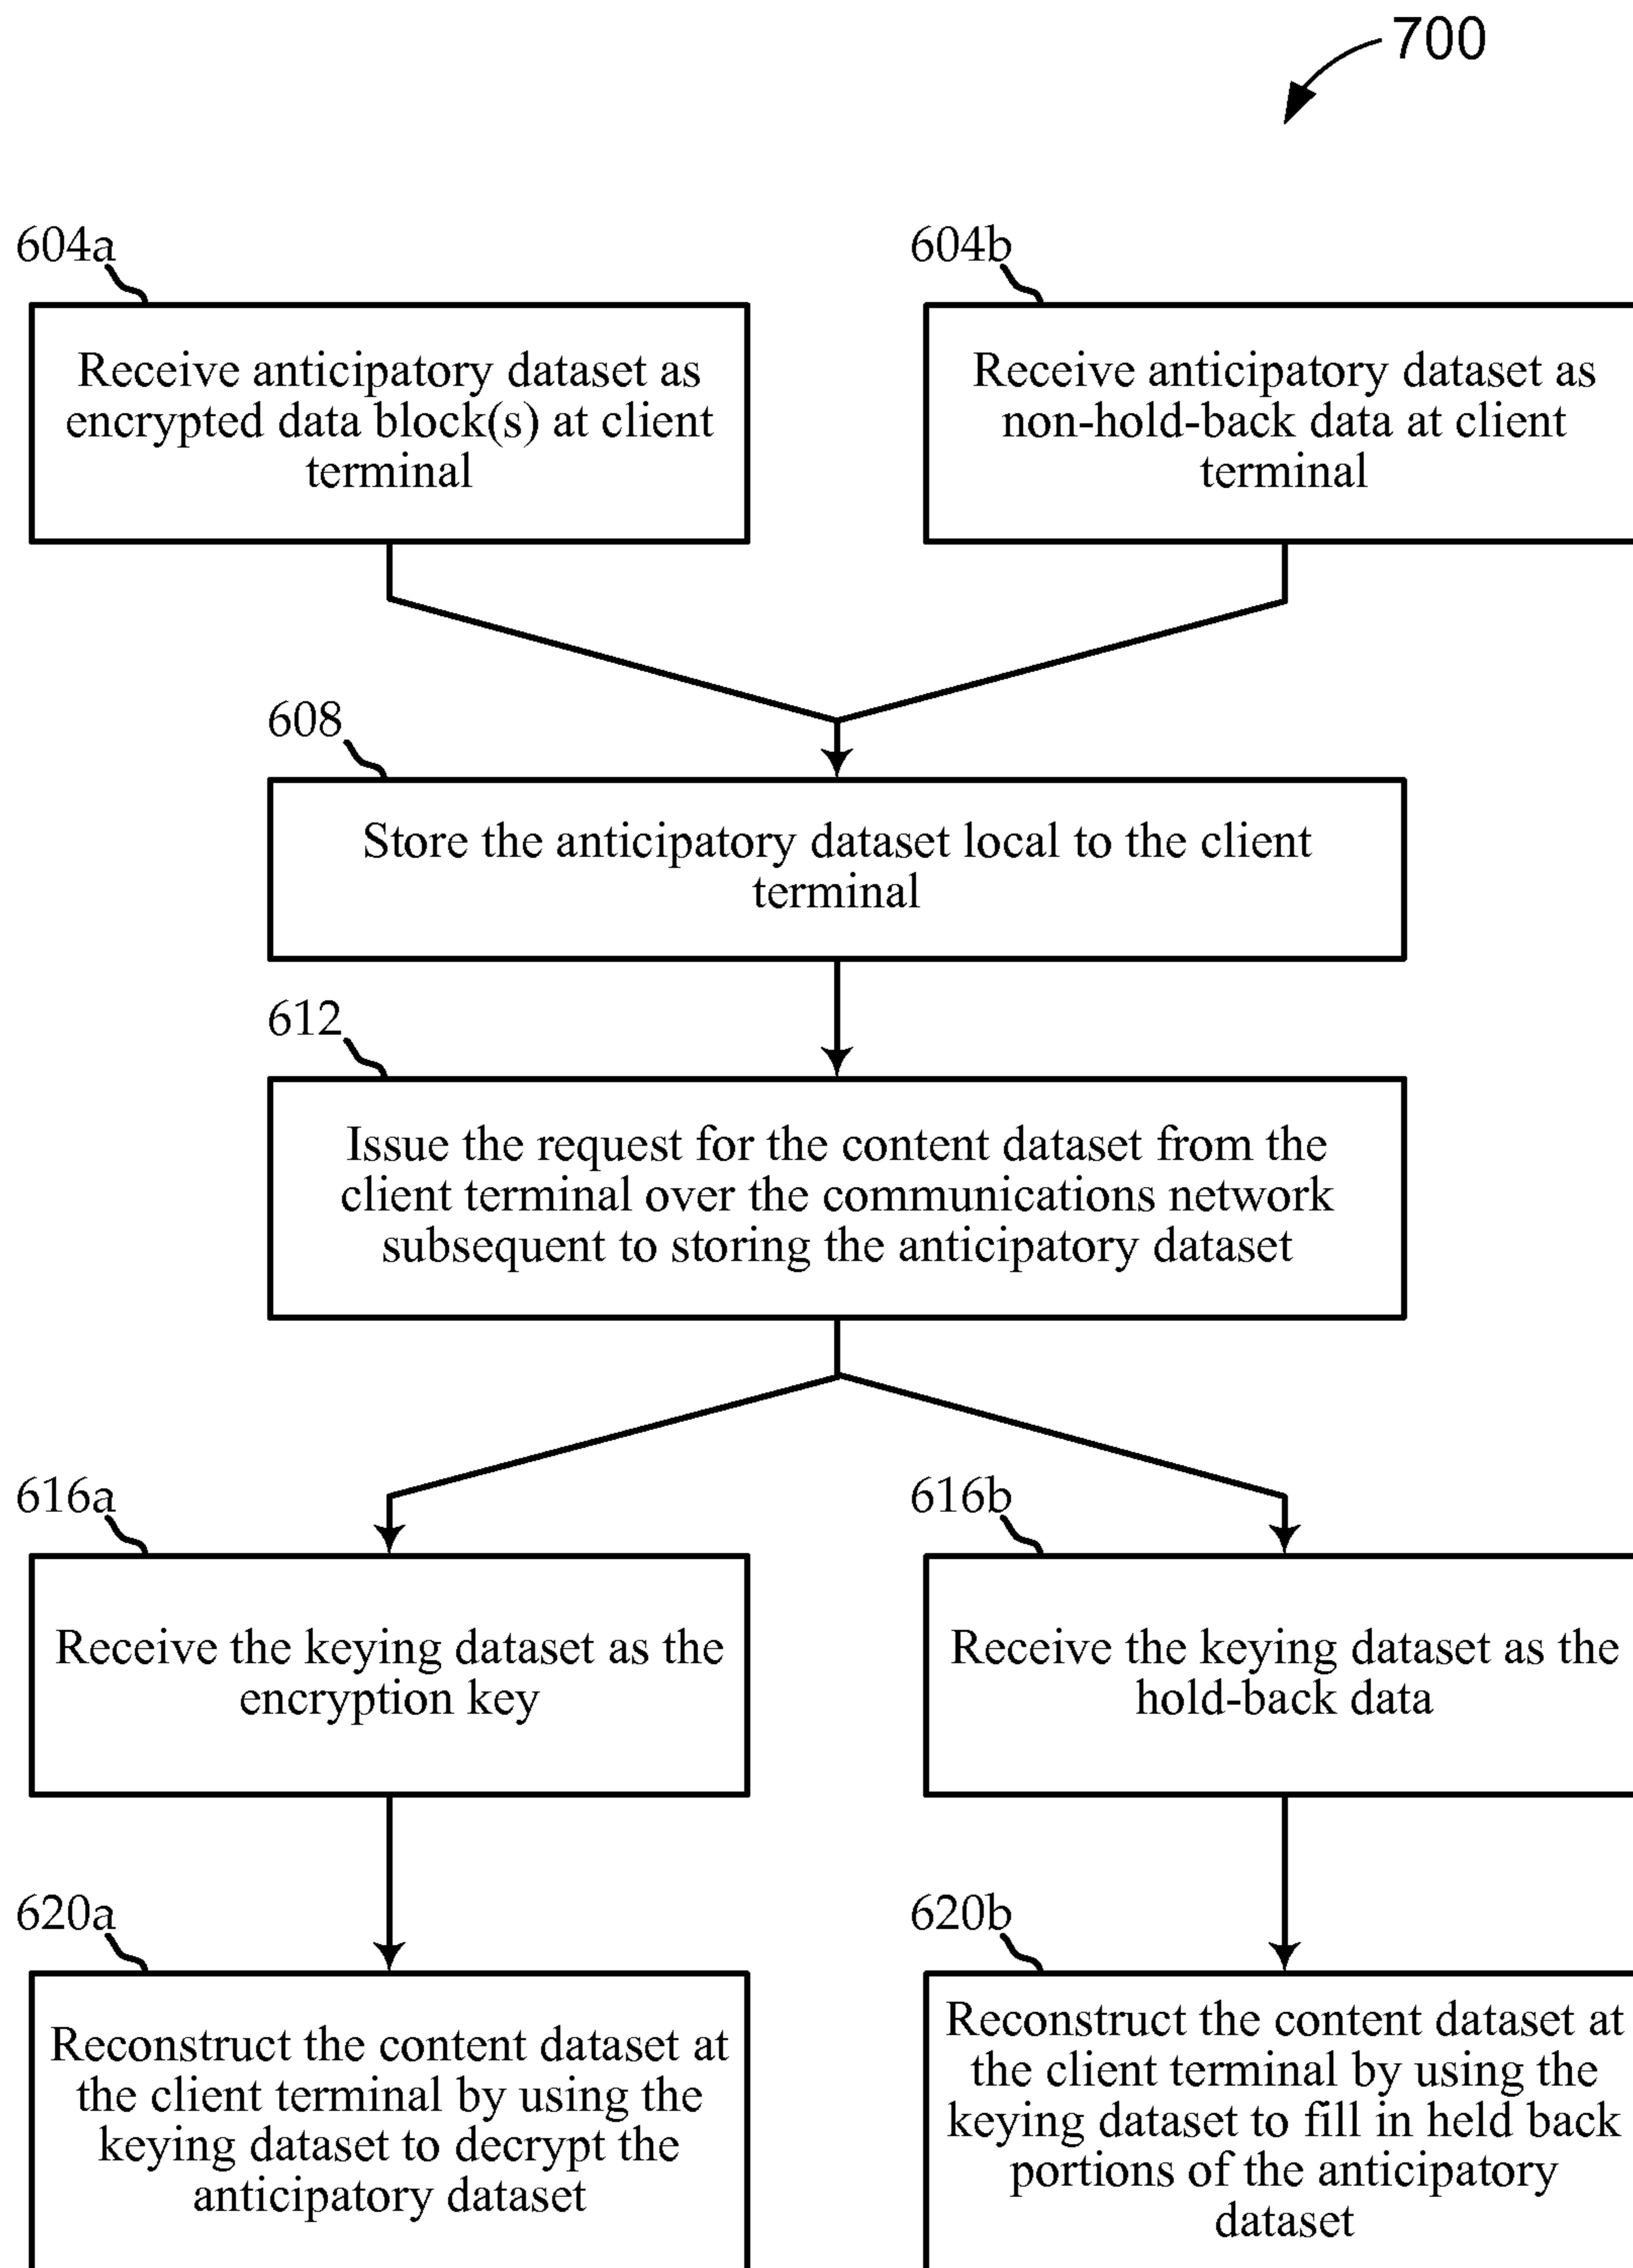 700
604a
Receive anticipatory dataset as
encrypted data block(s) at client
terminal
604b
Receive anticipatory dataset as
non-hold-back data at client
terminal
608
Store the anticipatory dataset local to the client
terminal
612
Issue the request for the content dataset from the
client terminal over the communications network
subsequent to storing the anticipatory dataset
616a
Receive the keying dataset as the
encryption key
616b
Receive the keying dataset as the
hold-back data
620a
Reconstruct the content dataset at
the client terminal by using the
keying dataset to decrypt the
anticipatory dataset
620b
Reconstruct the content dataset at
the client terminal by using the
keying dataset to fill in held back
portions of the anticipatory
dataset